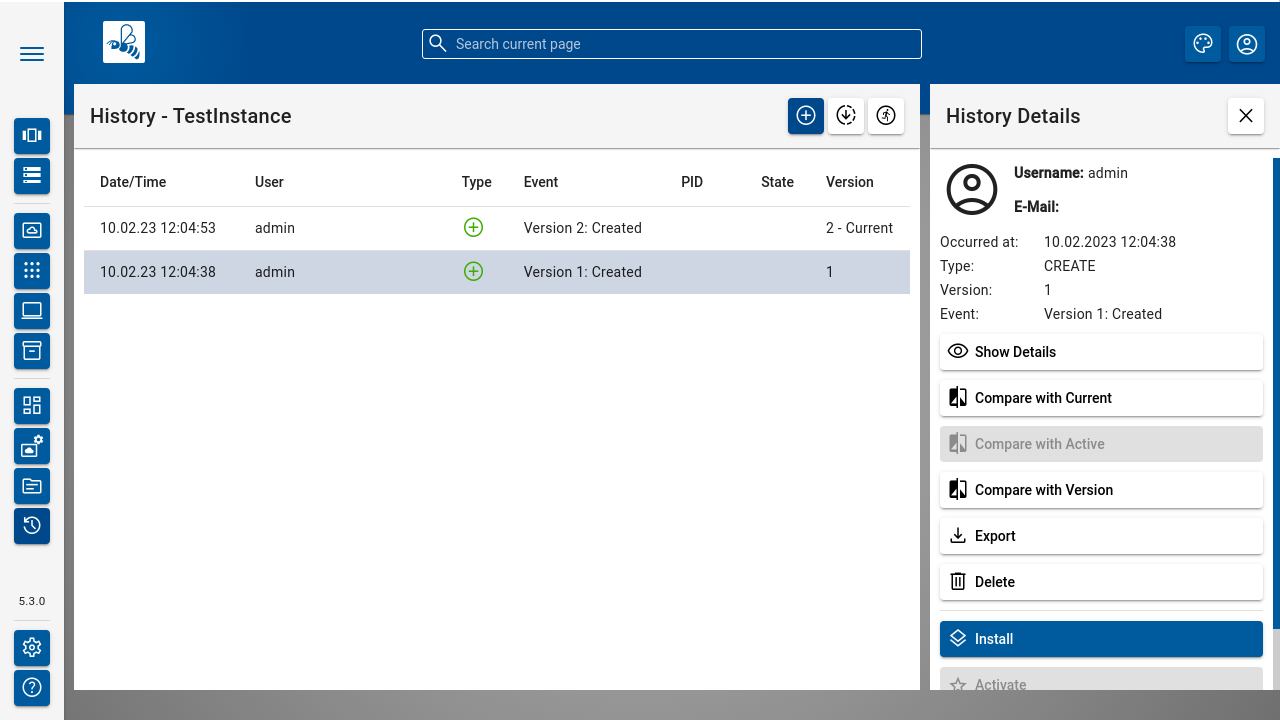 Search current page
History - TestInstance
Date/Time User Type Event PID State Version
10.02.23 12:04:53 admin Version 2: Created 2 - Current
10.02.23 12:04:38 admin Version 1: Created 1
History Details
Username: admin
E-Mail:
Occurred at: 10.02.2023 12:04:38
Type: CREATE
Version: 1
Event: Version 1: Created
Show Details
Compare with Current
Compare with Active
Compare with Version
Export
Delete
Install
Activate
5.3.0